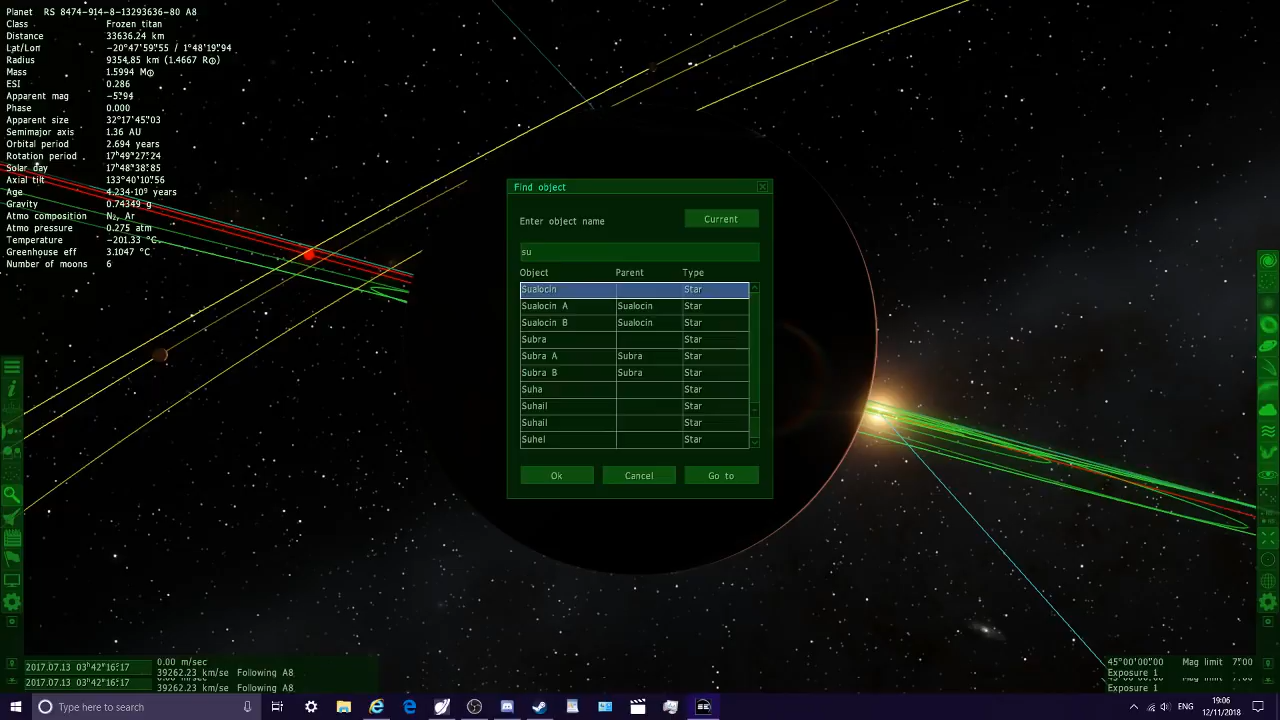 Planet RS 8474-914-8-13293636-80 A8
Class Frozen titan
Distance 33636.24 km
Lat/Lon -20°47'59"55 / 1°48'19"94
Radius 9354.85 km (1.4667 R⊕)
Mass 1.5994 M⊕
ESI 0.286
Apparent mag -5ᵐ94
Phase 0.000
Apparent size 32°17'45"03
Semimajor axis 1.36 AU
Orbital period 2.694 years
Rotation period 17ʰ49ᵐ27ˢ24
Solar day 17ʰ48ᵐ38ˢ85
Axial tilt 133°40'10"56
Age 4.234·10⁹ years
Gravity 0.74349 g
Atmo composition N₂, Ar
Atmo pressure 0.275 atm
Temperature -201.33 °C
Greenhouse eff 3.1047 °C
Number of moons 6
Find object
Enter object name
Current
su
Object Parent Type
Sualocin Star
Sualocin A Sualocin Star
Sualocin B Sualocin Star
Subra Star
Subra A Subra Star
Subra B Subra Star
Suha Star
Suhail Star
Suhail Star
Suhel Star
Ok Cancel Go to
2017.07.13 03ʰ42ᵐ16ˢ17
0.00 m/sec
39262.23 km/se Following A8
2017.07.13 03ʰ42ᵐ16ˢ17
39262.23 km/se Following A8
45°00'00"00 Mag limit 7ᵐ00
Exposure 1
Exposure 1
Type here to search
19:06
12/11/2018